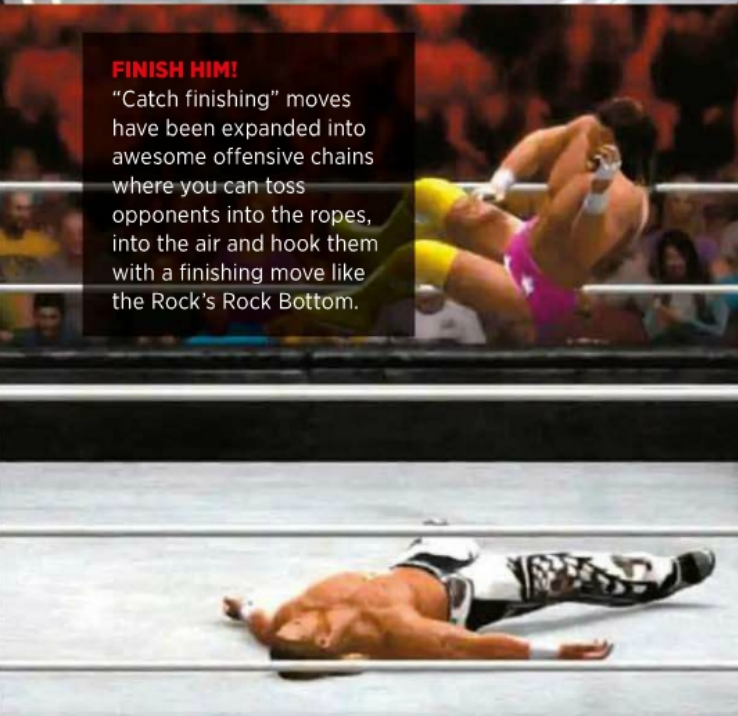 FINISH HIM!
“Catch finishing” moves
have been expanded into
awesome offensive chains
where you can toss
opponents into the ropes,
into the air and hook them
with a finishing move like
the Rock’s Rock Bottom.